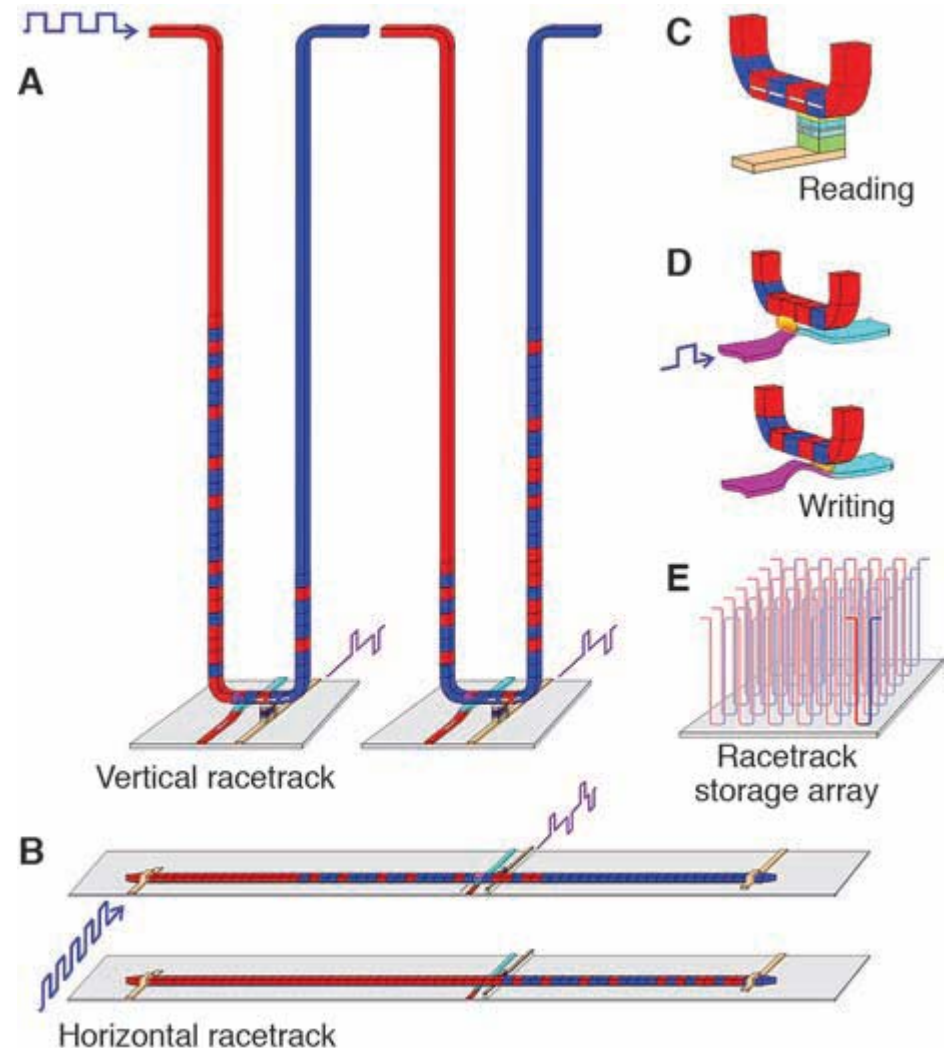 A
Vertical racetrack
B
Horizontal racetrack
C
Reading
D
Writing
E
Racetrack
storage array